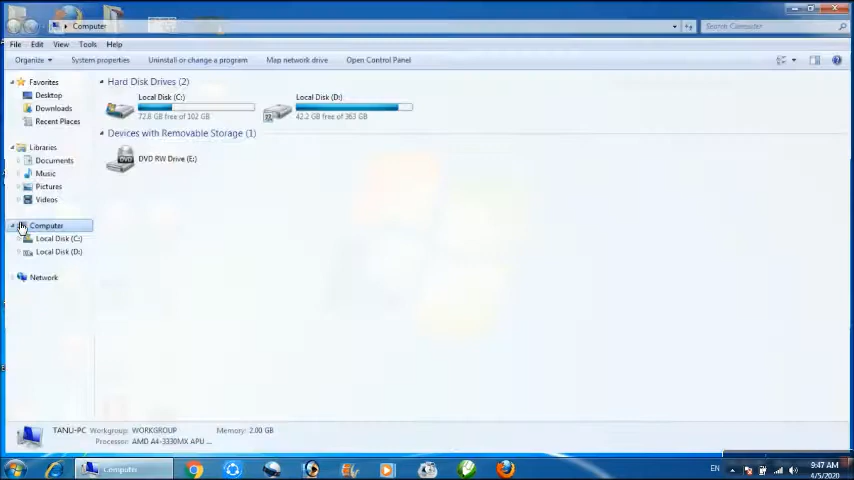 Computer
Search Computer
File Edit View Tools Help
Organize System properties Uninstall or change a program Map network drive Open Control Panel
Favorites
Desktop
Downloads
Recent Places
Libraries
Documents
Music
Pictures
Videos
Computer
Local Disk (C:)
Local Disk (D:)
Network
Hard Disk Drives (2)
Local Disk (C:)
72.8 GB free of 102 GB
Local Disk (D:)
42.2 GB free of 363 GB
Devices with Removable Storage (1)
DVD
DVD RW Drive (E:)
TANU-PC Workgroup: WORKGROUP Memory: 2.00 GB
Processor: AMD A4-3330MX APU ...
Computer
EN
9:47 AM
4/5/2020